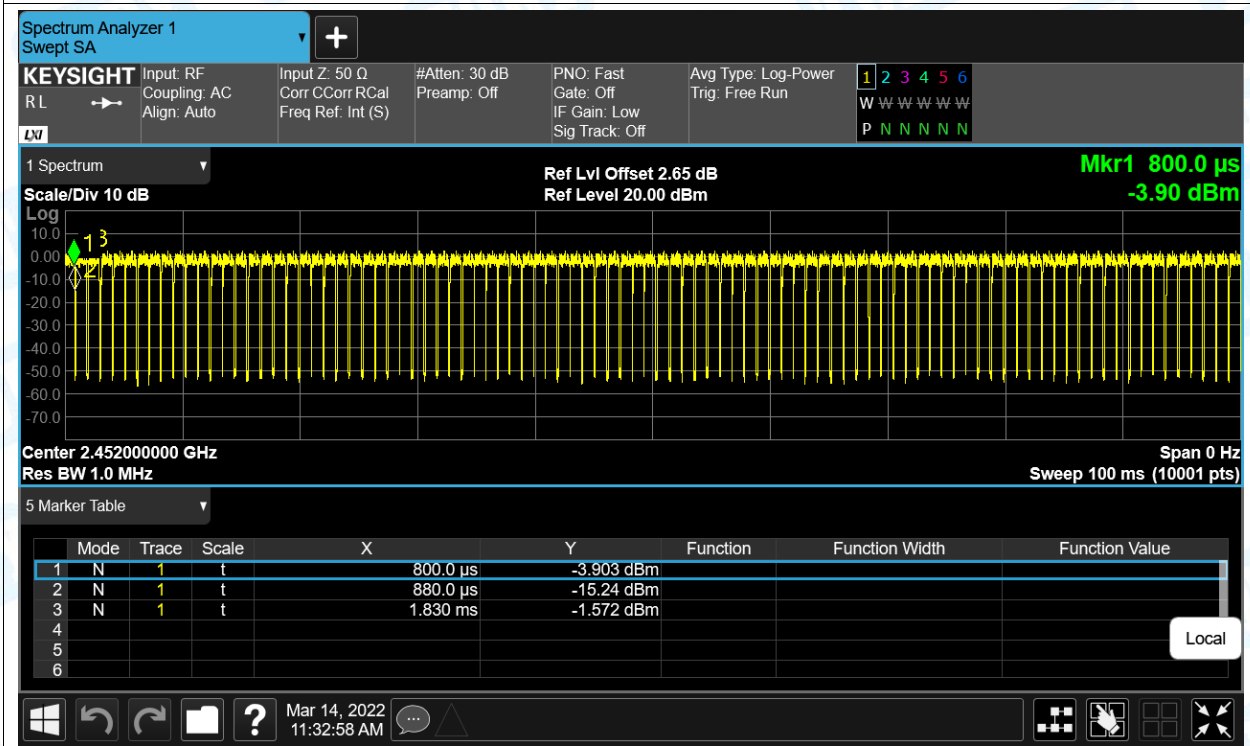 Spectrum Analyzer 1
Swept SA
KEYSIGHT Input: RF Input Z: 50 Ω #Atten: 30 dB PNO: Fast Avg Type: Log-Power 1 2 3 4 5 6
R L Coupling: AC Corr CCorr RCal Preamp: Off Gate: Off Trig: Free Run W W W W W W
Align: Auto Freq Ref: Int (S) IF Gain: Low P N N N N N
LXI Sig Track: Off
1 Spectrum Ref Lvl Offset 2.65 dB Mkr1 800.0 µs
Scale/Div 10 dB Ref Level 20.00 dBm -3.90 dBm
Log
10.0
0.00
-10.0
-20.0
-30.0
-40.0
-50.0
-60.0
-70.0
1 3
2
Center 2.452000000 GHz Span 0 Hz
Res BW 1.0 MHz Sweep 100 ms (10001 pts)
5 Marker Table
Mode Trace Scale X Y Function Function Width Function Value
1 N 1 t 800.0 µs -3.903 dBm
2 N 1 t 880.0 µs -15.24 dBm
3 N 1 t 1.830 ms -1.572 dBm
4
5
6
Local
? Mar 14, 2022
11:32:58 AM